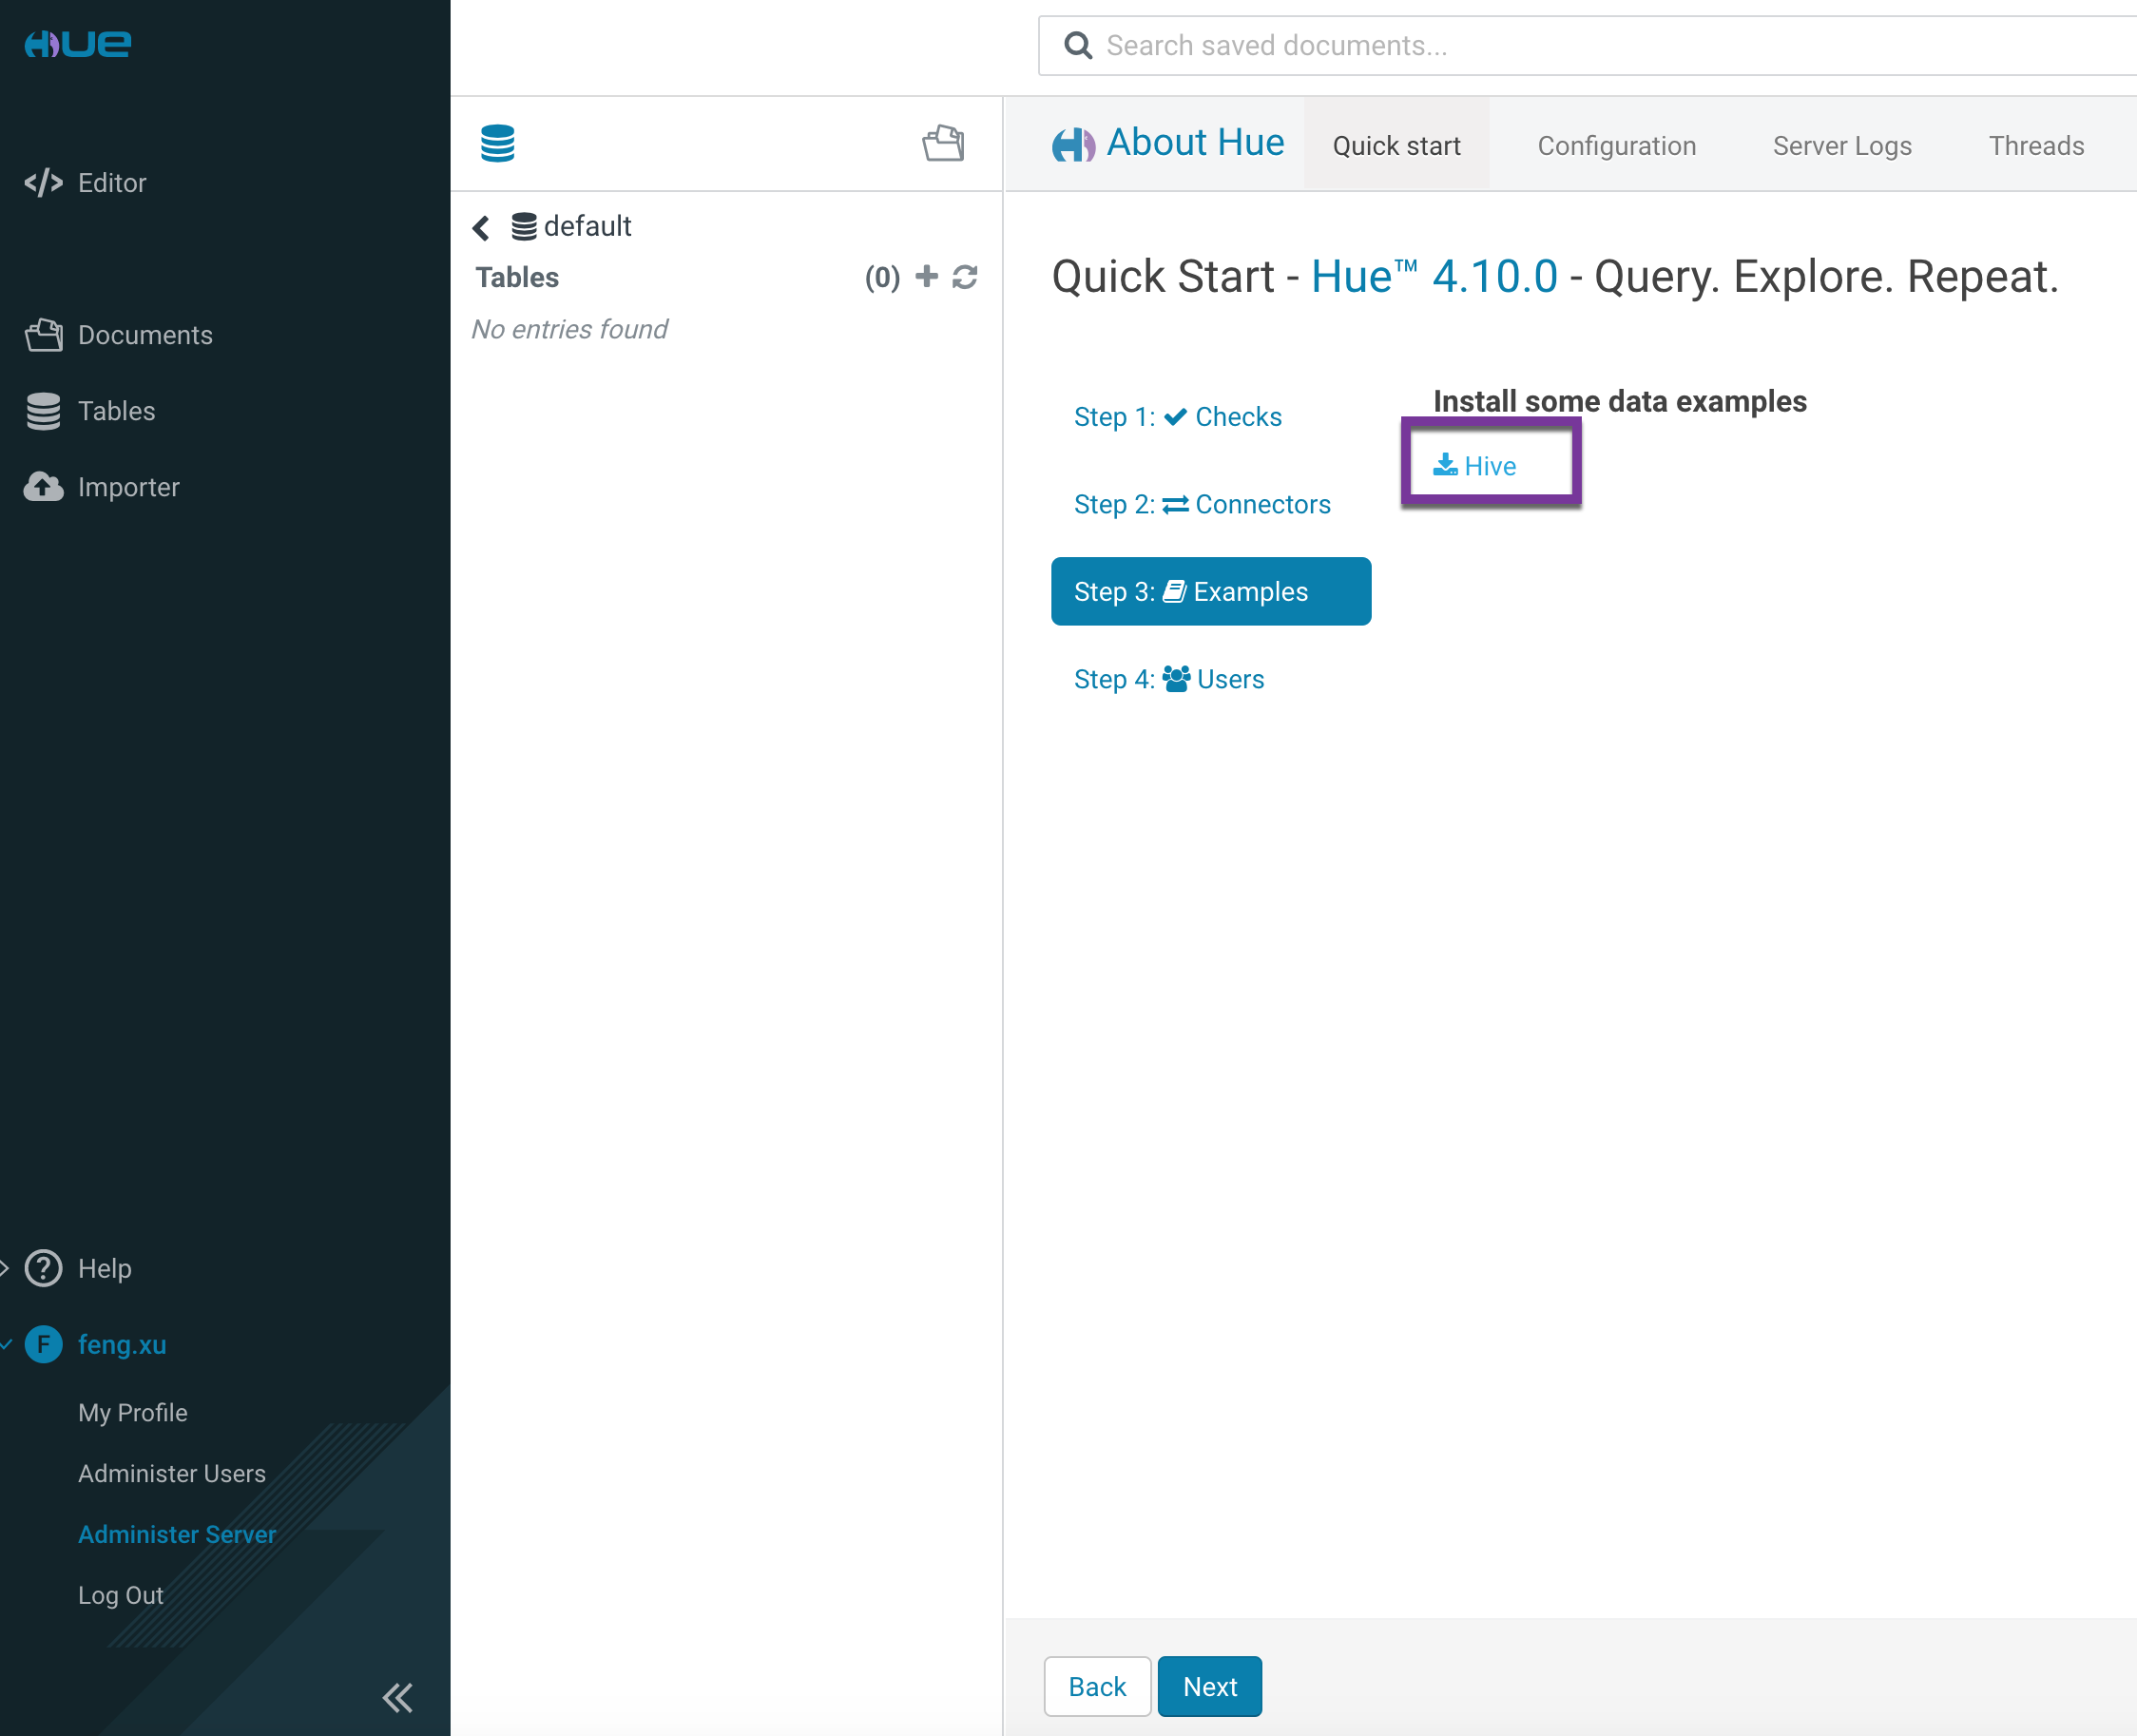 HUE
Editor
Documents
Tables
Importer
Help
F feng.xu
My Profile
Administer Users
Administer Server
Log Out
default
Tables (0)
No entries found
Search saved documents...
About Hue Quick start Configuration Server Logs Threads
Quick Start - Hue™ 4.10.0 - Query. Explore. Repeat.
Step 1: Checks
Step 2: Connectors
Step 3: Examples
Step 4: Users
Install some data examples
Hive
Back Next